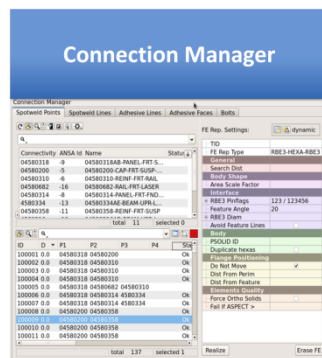 Connection Manager
Connection Manager
Spotweld Points Spotweld Lines Adhesive Lines Adhesive Faces Bolts
FE Rep. Settings: dynamic
Connectivity ANSA Id Name Status
04580318 -9 04580318AB-PANEL-FRT-S...
04580200 -5 04580200-CAP-FRT-SUSP-...
04580310 -6 04580310-REINF-FRT-RAIL
04580682 -16 04580682-RAIL-FRT-LASER
04580314 -8 04580314-PANEL-FRT-FND...
4580334 -13 04580334AE-BEAM-UPR-L...
04580358 -11 04580358-REINF-FRT-SUSP
total 11 selected 0
ID D P1 P2 P3 P4 Sta
100001 0.0 04580318 04580200 Ok
100002 0.0 04580318 04580310 Ok
100003 0.0 04580318 04580310 Ok
100004 0.0 04580318 04580310 Ok
100005 0.0 04580318 04580682 04580310 Ok
100006 0.0 04580318 04580314 4580334 Ok
100007 0.0 04580318 04580314 4580334 Ok
100008 0.0 04580200 04580358 Ok
100009 0.0 04580200 04580358 Ok
100010 0.0 04580200 04580358 Ok
100011 0.0 04580200 04580358 Ok
total 137 selected 1
TID
FE Rep Type RBE3-HEXA-RBE3
General
Search Dist
Body Shape
Area Scale Factor
Interface
RBE3 Pinflags 123 / 123456
Feature Angle 20
RBE3 Diam
Avoid Feature Lines
Body
PSOLID ID
Duplicate hexas
Flange Positioning
Do Not Move
Dist From Perim
Dist From Feature
Elements Quality
Force Ortho Solids
Fail if ASPECT >
Realize Erase FE